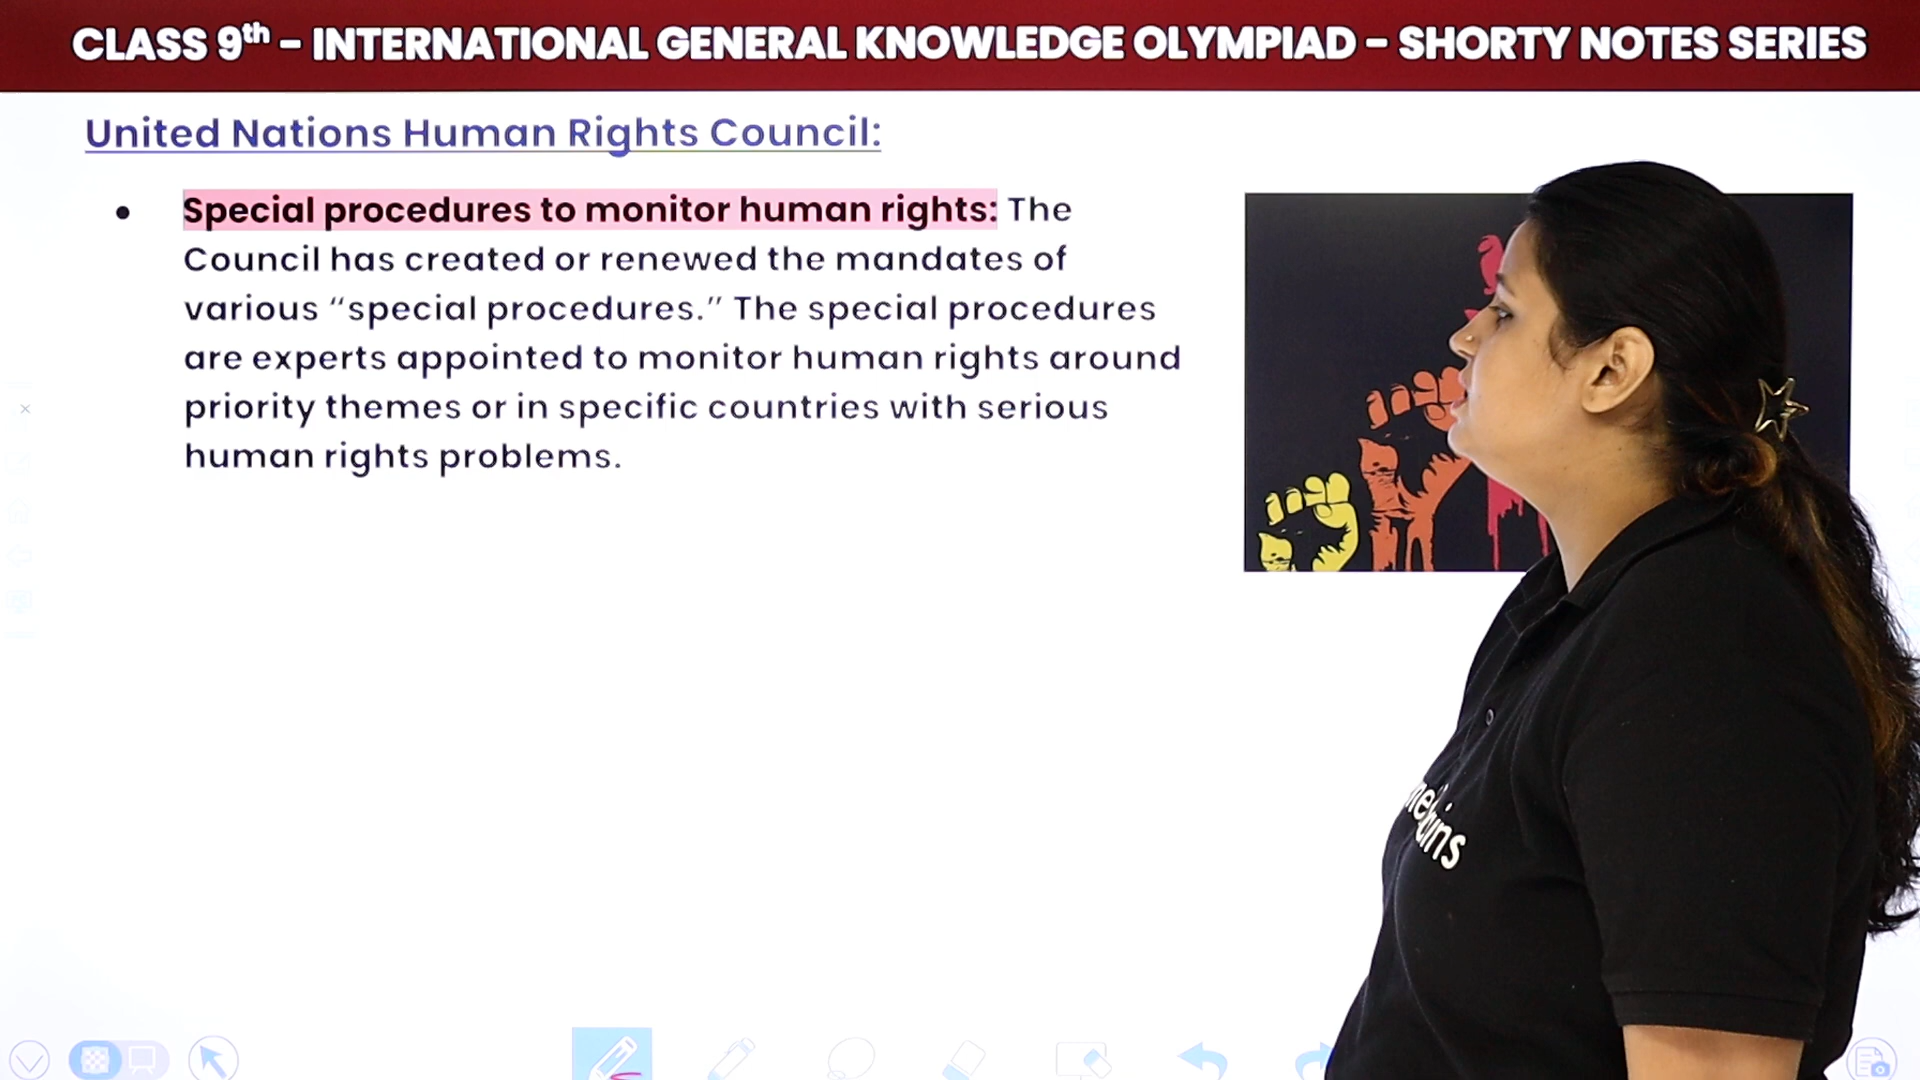 CLASS 9th – INTERNATIONAL GENERAL KNOWLEDGE OLYMPIAD – SHORTY NOTES SERIES
United Nations Human Rights Council:
• Special procedures to monitor human rights: The
Council has created or renewed the mandates of
various “special procedures.” The special procedures
are experts appointed to monitor human rights around
priority themes or in specific countries with serious
human rights problems.